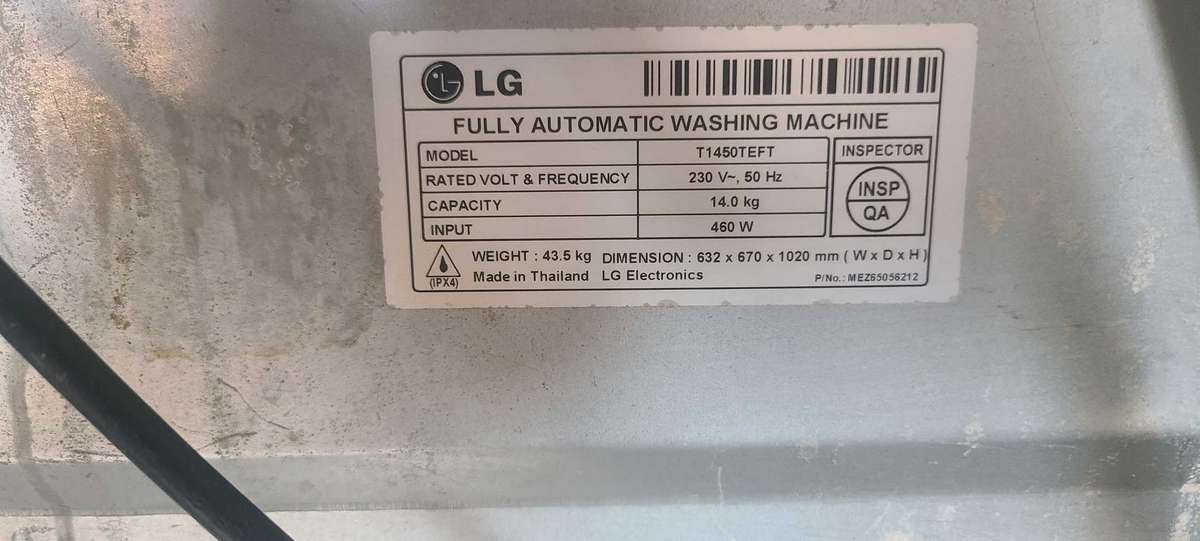 LG
FULLY AUTOMATIC WASHING MACHINE
MODEL T1450TEFT INSPECTOR
RATED VOLT & FREQUENCY 230 V~, 50 Hz
CAPACITY 14.0 kg
INPUT 460 W
INSP
QA
WEIGHT : 43.5 kg DIMENSION : 632 x 670 x 1020 mm ( W x D x H )
(IPX4) Made in Thailand LG Electronics P/No.: MEZ65056212